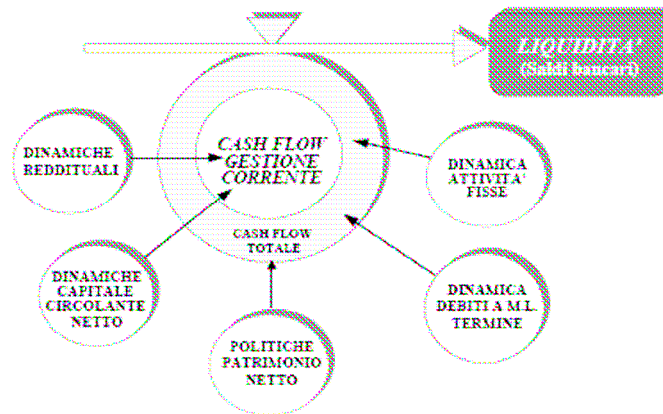 LIQUIDITA'
(Saldi bancari)
DINAMICHE
REDDITUALI
CASH FLOW
GESTIONE
CORRENTE
DINAMICA
ATTIVITA'
FISSE
CASH FLOW
TOTALE
DINAMICHE
CAPITALE
CIRCOLANTE
NETTO
DINAMICA
DEBITI A M.L.
TERMINE
POLITICHE
PATRIMONIO
NETTO